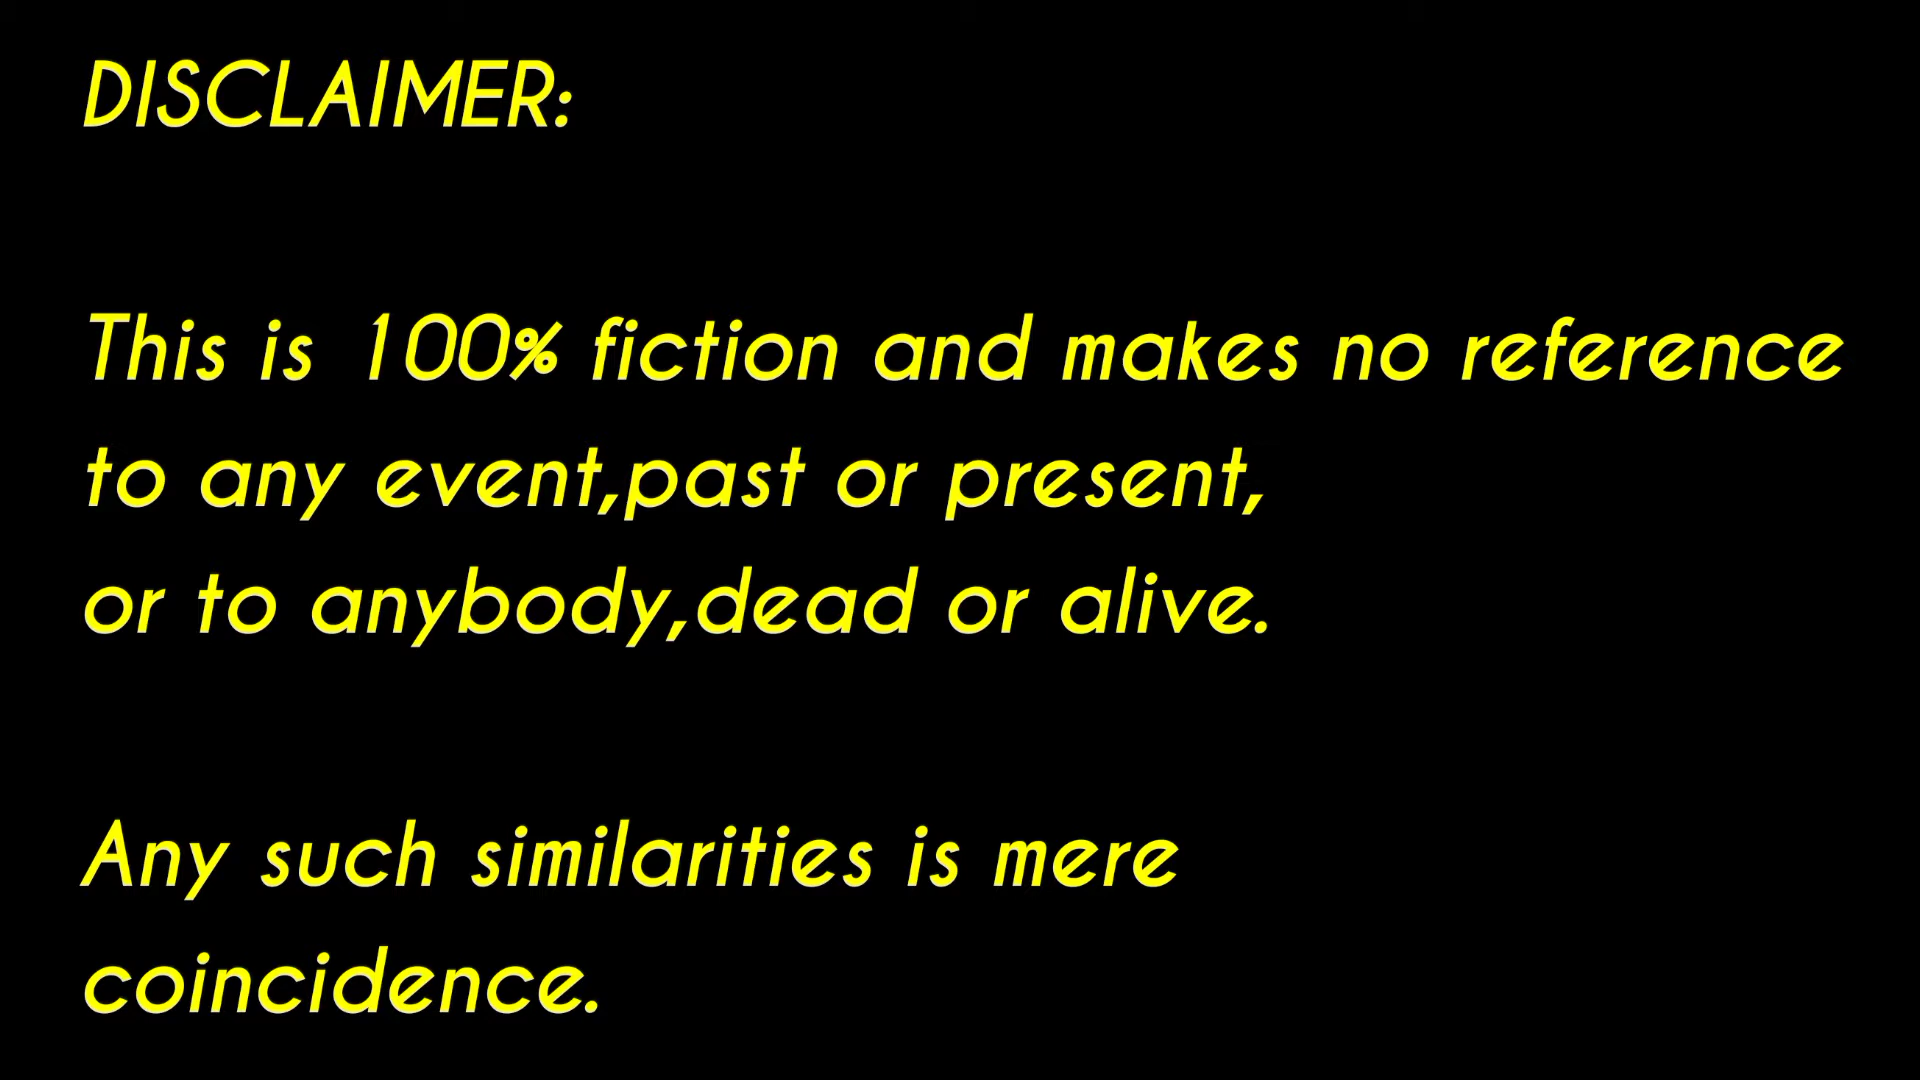 DISCLAIMER:
This is 100% fiction and makes no reference
to any event,past or present,
or to anybody,dead or alive.
Any such similarities is mere
coincidence.